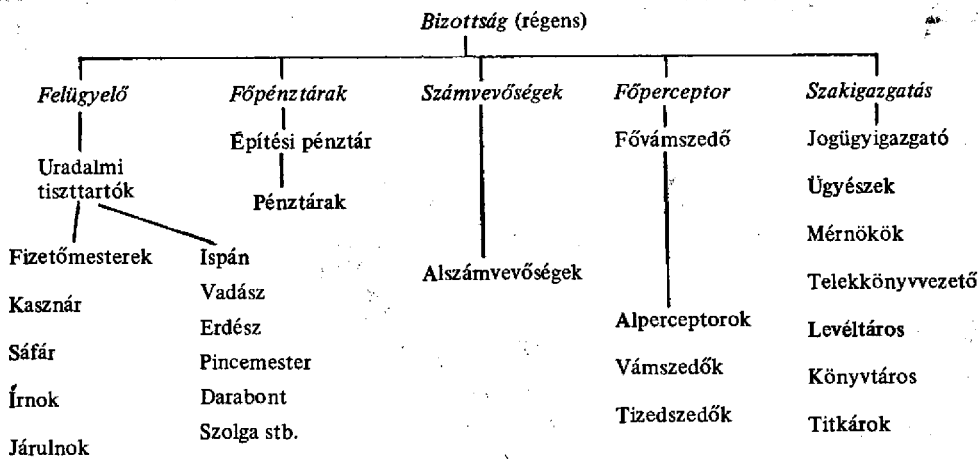 Bizottság (régens)
Felügyelő
Főpénztárak
Számvevőségek
Főperceptor
Szakigazgatás
Uradalmi
tiszttartók
Fizetőmesterek
Kasznár
Sáfár
Írnok
Járulnok
Ispán
Vadász
Erdész
Pincemester
Darabont
Szolga stb.
Építési pénztár
Pénztárak
Alszámvevőségek
Fővámszedő
Alperceptorok
Vámszedők
Tizedszedők
Jogügyigazgató
Ügyészek
Mérnökök
Telekkönyvvezető
Levéltáros
Könyvtáros
Titkárok